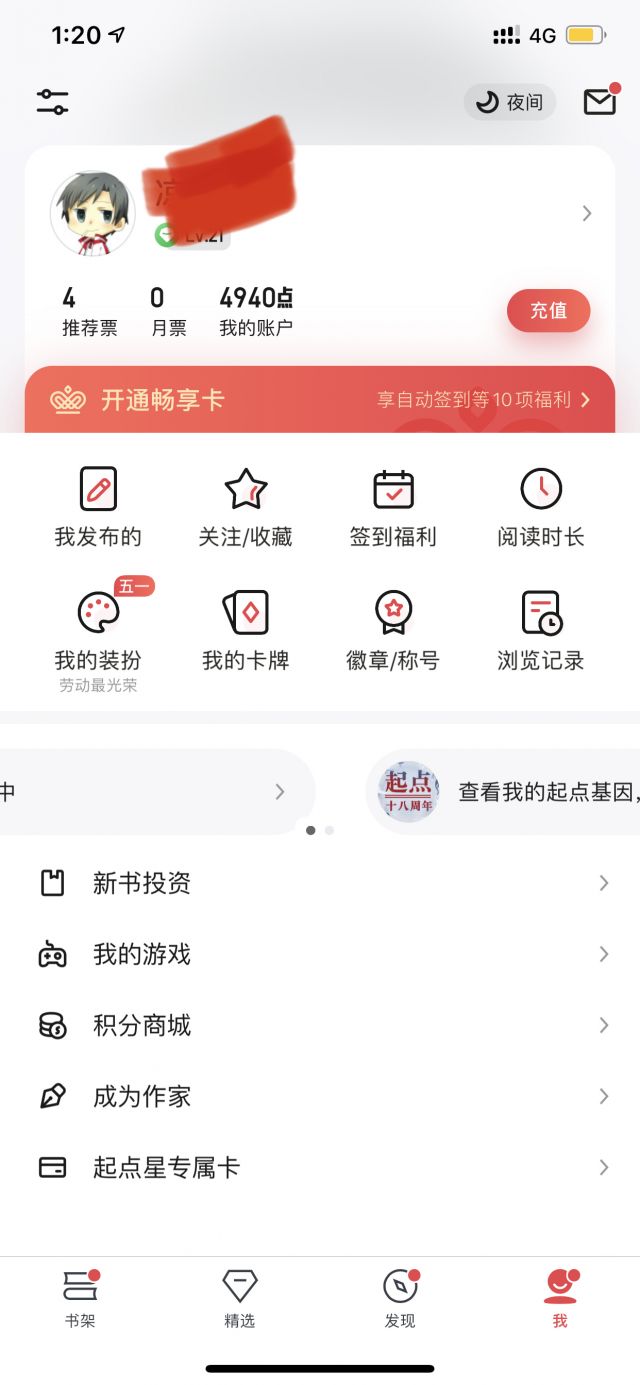 1:20
4G
夜间
Lv.21
4
0
4940点
推荐票
月票
我的账户
充值
开通畅享卡
享自动签到等10项福利
我发布的
关注/收藏
签到福利
阅读时长
五一
我的装扮
我的卡牌
徽章/称号
浏览记录
劳动最光荣
中
起点
十八周年
查看我的起点基因,
新书投资
我的游戏
积分商城
成为作家
起点星专属卡
书架
精选
发现
我